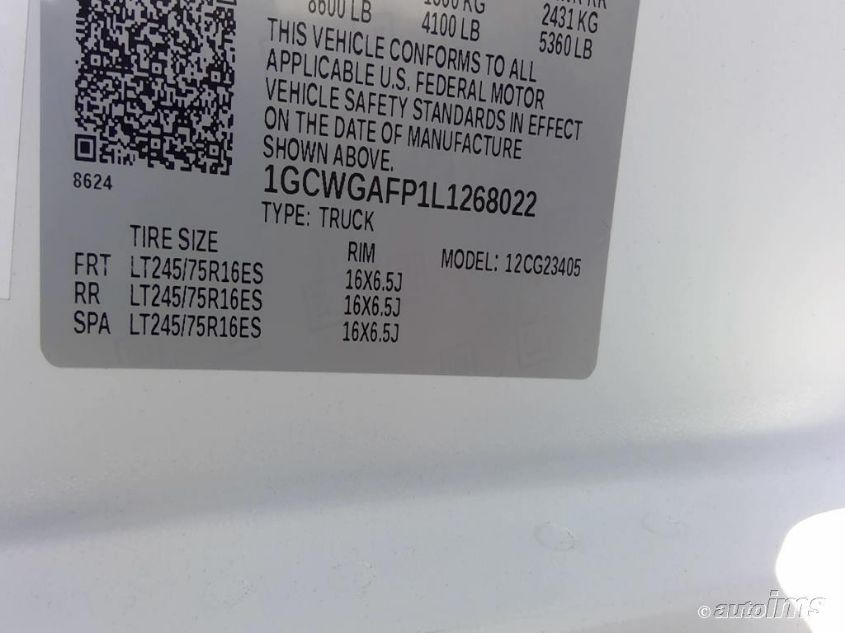 8600 LB
4100 LB
2431 KG
5360 LB
THIS VEHICLE CONFORMS TO ALL
APPLICABLE U.S. FEDERAL MOTOR
VEHICLE SAFETY STANDARDS IN EFFECT
ON THE DATE OF MANUFACTURE
SHOWN ABOVE.
8624
1GCWGAFP1L1268022
TYPE: TRUCK
TIRE SIZE RIM MODEL: 12CG23405
FRT LT245/75R16ES 16X6.5J
RR LT245/75R16ES 16X6.5J
SPA LT245/75R16ES 16X6.5J
© autoims